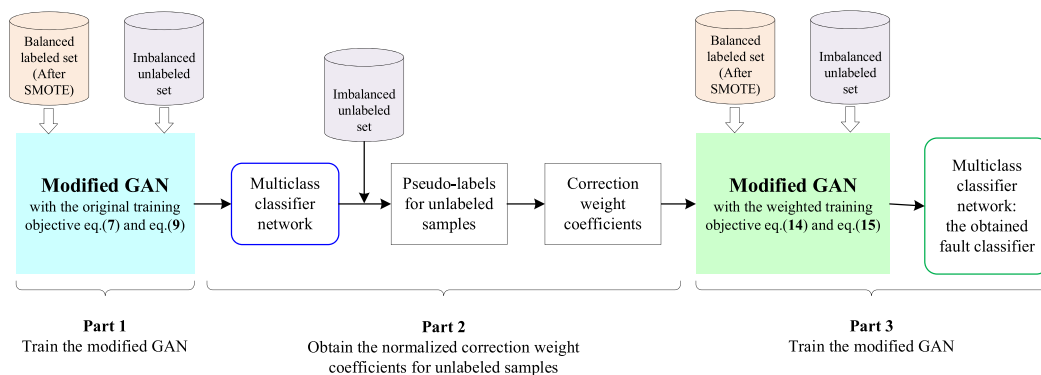 Balanced
labeled set
(After
SMOTE)
Imbalanced
unlabeled
set
Modified GAN
with the original training
objective eq.(7) and eq.(9)
Multiclass
classifier
network
Imbalanced
unlabeled
set
Pseudo-labels
for unlabeled
samples
Correction
weight
coefficients
Balanced
labeled set
(After
SMOTE)
Imbalanced
unlabeled
set
Modified GAN
with the weighted training
objective eq.(14) and eq.(15)
Multiclass
classifier
network:
the obtained
fault classifier
Part 1
Train the modified GAN
Part 2
Obtain the normalized correction weight
coefficients for unlabeled samples
Part 3
Train the modified GAN